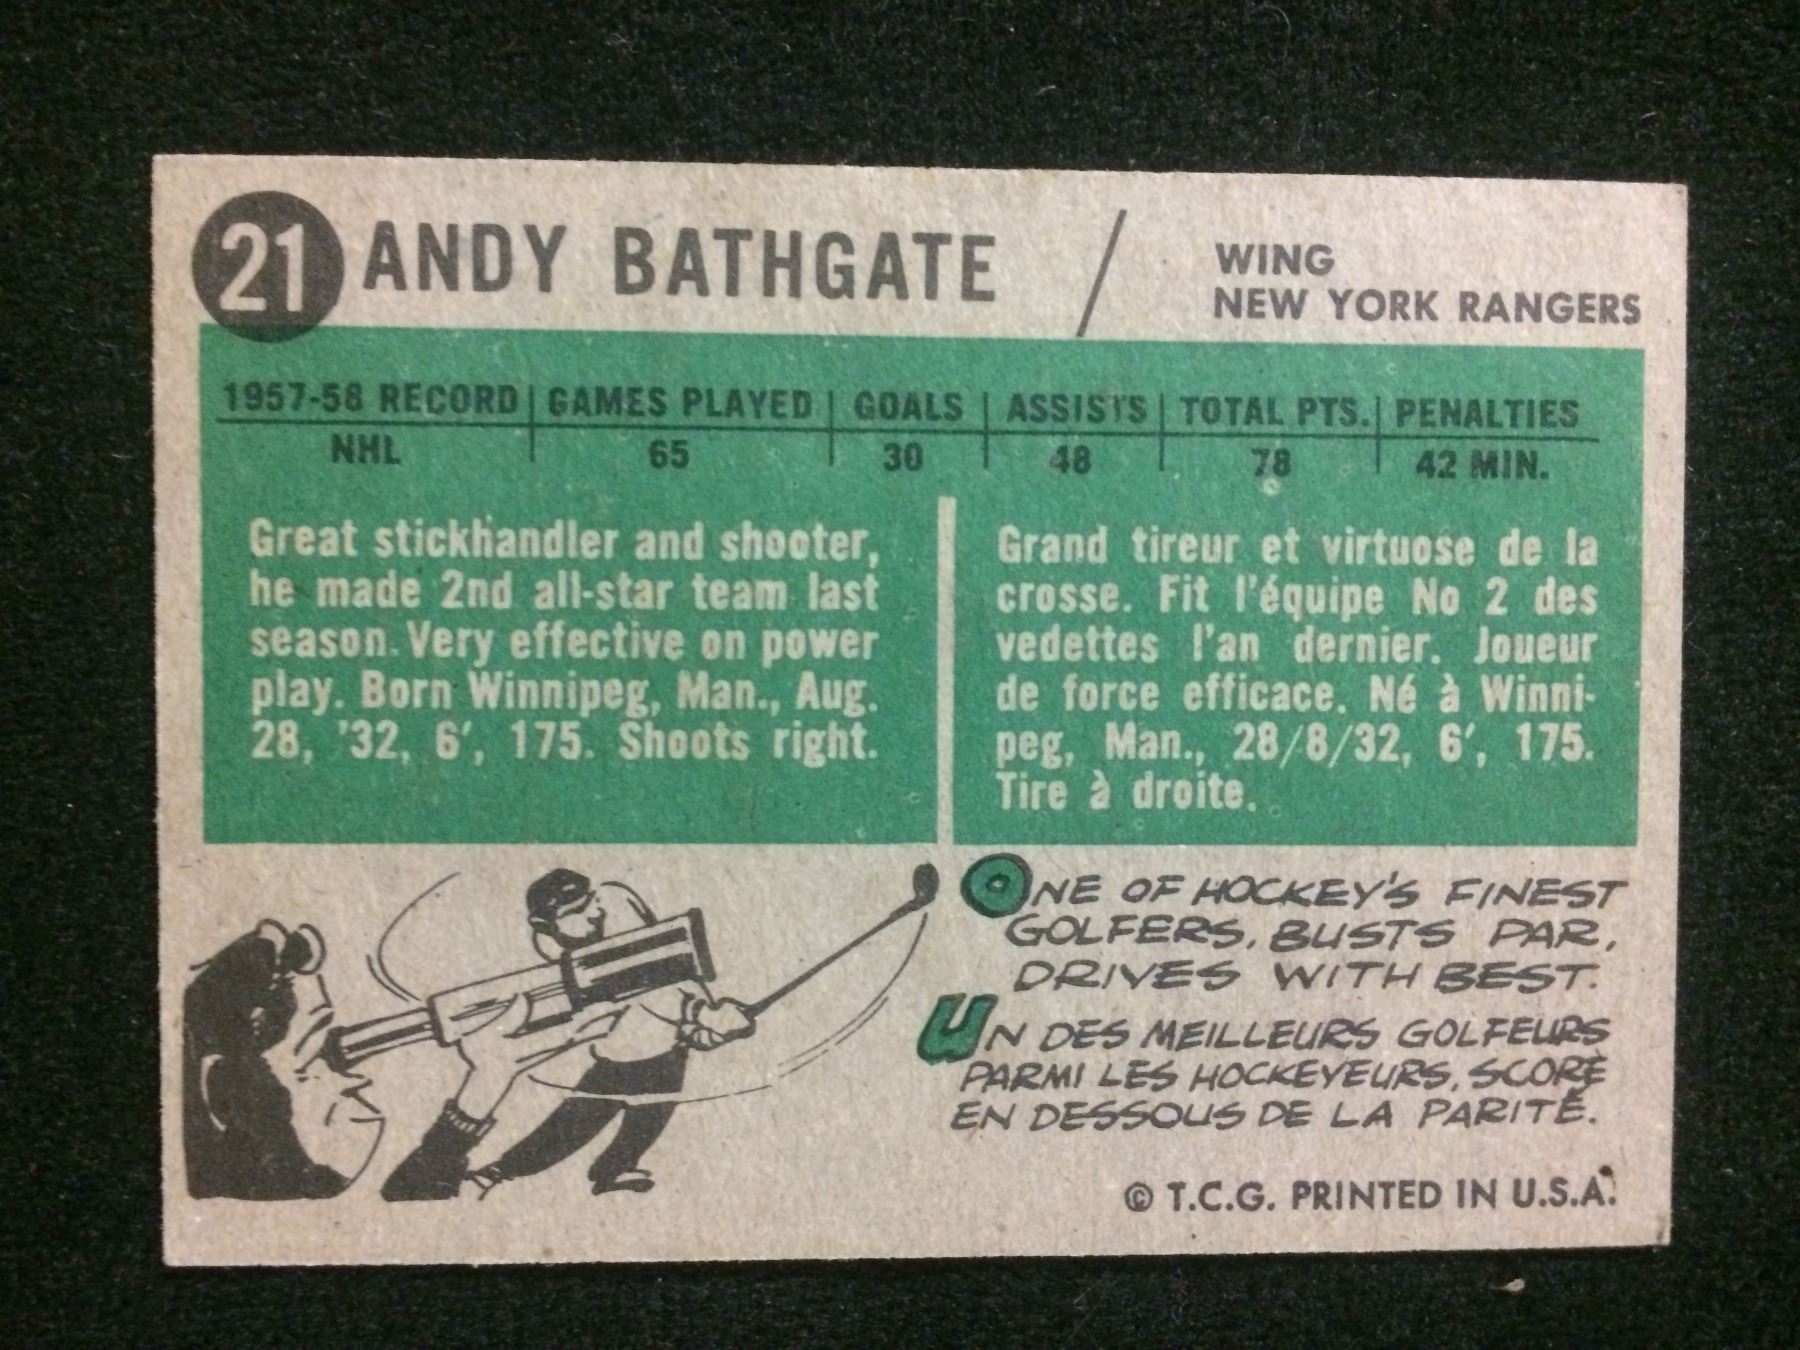 21 ANDY BATHGATE / WING
NEW YORK RANGERS
1957-58 RECORD GAMES PLAYED GOALS ASSISTS TOTAL PTS. PENALTIES
NHL 65 30 48 78 42 MIN.
Great stickhandler and shooter,
he made 2nd all-star team last
season. Very effective on power
play. Born Winnipeg, Man., Aug.
28, '32, 6', 175. Shoots right.
Grand tireur et virtuose de la
crosse. Fit l'équipe No 2 des
vedettes l'an dernier. Joueur
de force efficace. Né à Winni-
peg, Man., 28/8/32, 6', 175.
Tire à droite.
ONE OF HOCKEY'S FINEST
GOLFERS, BUSTS PAR,
DRIVES WITH BEST.
UN DES MEILLEURS GOLFEURS
PARMI LES HOCKEYEURS, SCORE
EN DESSOUS DE LA PARITÉ.
© T.C.G. PRINTED IN U.S.A.